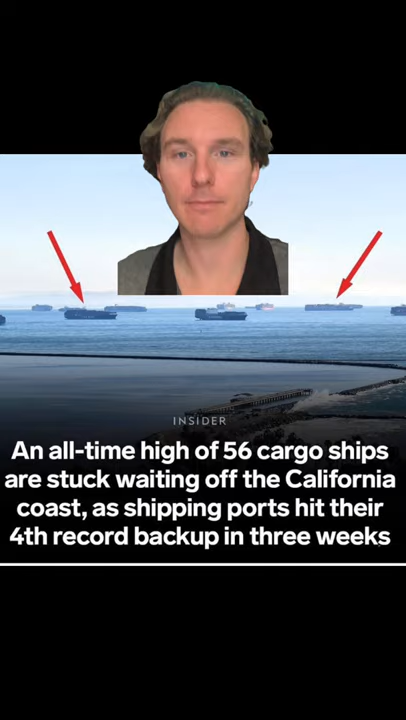 INSIDER
An all-time high of 56 cargo ships
are stuck waiting off the California
coast, as shipping ports hit their
4th record backup in three weeks